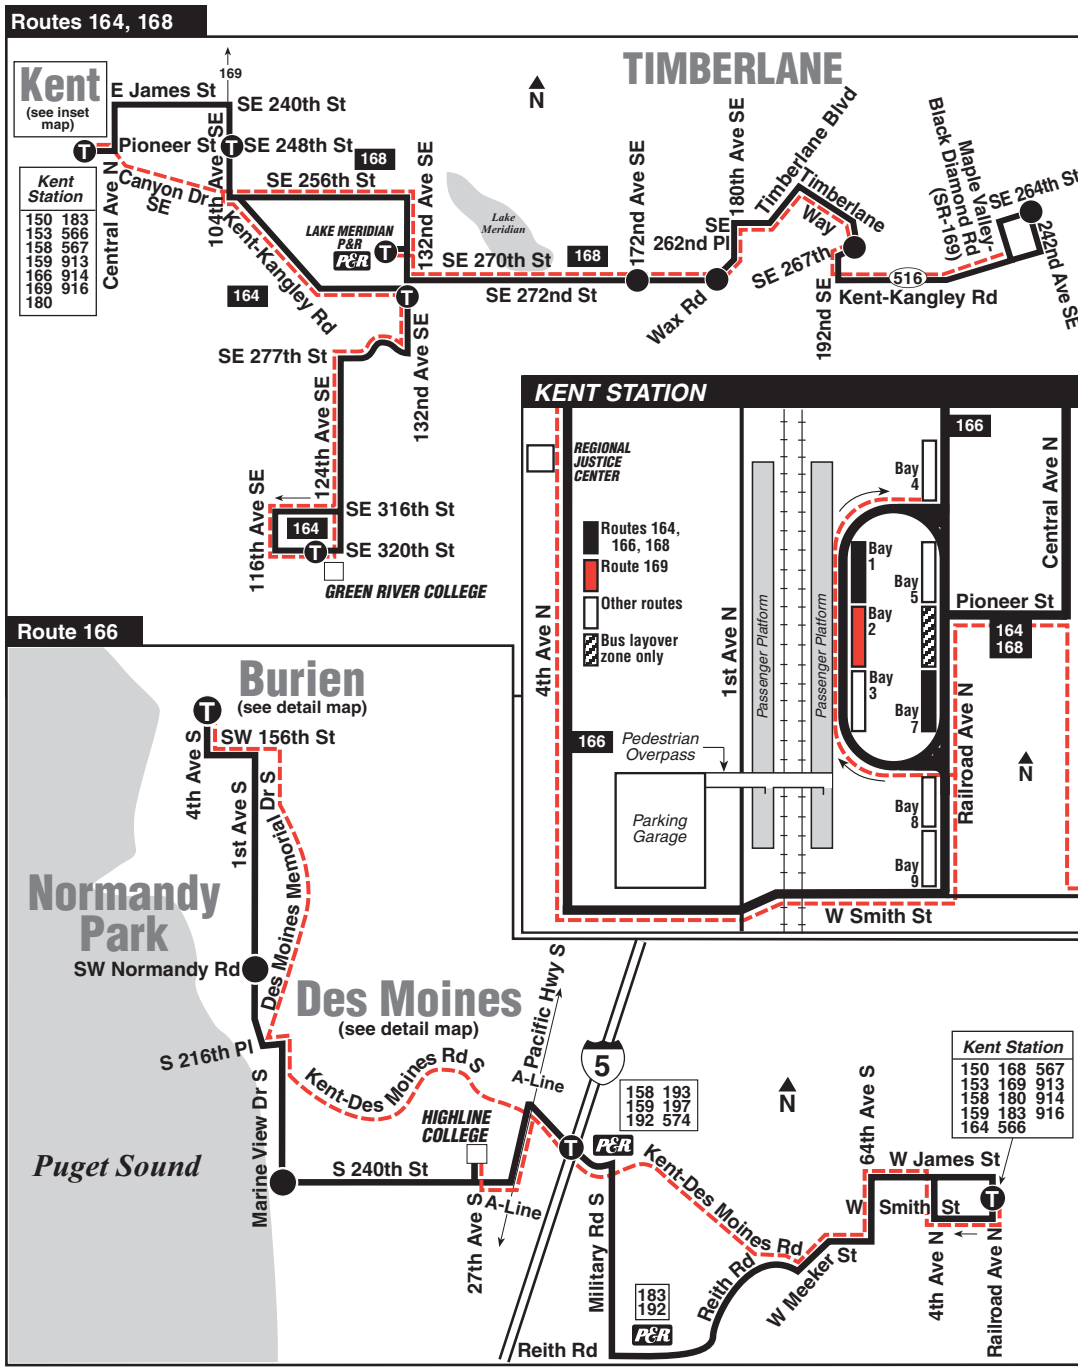 Routes 164, 168
Kent
(see inset
map)
E James St
169
SE 240th St
N
TIMBERLANE
Pioneer St
T
SE 248th St
104th Ave SE
T
168
SE 256th St
Canyon Dr
SE
Kent
Station
150 183
153 566
158 567
159 913
166 914
169 916
180
Central Ave N
Kent-Kangley Rd
LAKE MERIDIAN
P&R
P&R
T
132nd Ave SE
Lake
Meridian
SE 270th St
168
SE 272nd St
172nd Ave SE
180th Ave SE
SE
262nd Pl
Wax Rd
Timberlane Blvd
Timberlane
Way
SE 267th
192nd SE
516
Kent-Kangley Rd
Maple Valley-
Black Diamond Rd
(SR-169)
SE 264th St
242nd Ave SE
164
T
SE 277th St
132nd Ave SE
124th Ave SE
116th Ave SE
SE 316th St
164
T
SE 320th St
GREEN RIVER COLLEGE
KENT STATION
REGIONAL
JUSTICE
CENTER
Routes 164,
166, 168
Route 169
Other routes
Bus layover
zone only
4th Ave N
1st Ave N
Passenger Platform
Passenger Platform
166
Bay
4
Bay
1
Bay
5
Bay
2
Bay
3
Bay
7
Bay
8
Bay
9
Central Ave N
Pioneer St
164
168
Railroad Ave N
N
166
Pedestrian
Overpass
Parking
Garage
W Smith St
Route 166
Burien
(see detail map)
T
SW 156th St
4th Ave S
1st Ave S
Des Moines Memorial Dr S
Normandy
Park
SW Normandy Rd
Des Moines
(see detail map)
S 216th Pl
Marine View Dr S
Kent-Des Moines Rd S
Pacific Hwy S
A-Line
5
HIGHLINE
COLLEGE
S 240th St
27th Ave S
A-Line
Puget Sound
T
P&R
158 193
159 197
192 574
Kent-Des Moines Rd
Military Rd S
183
192
P&R
Reith Rd
Reith Rd
W Meeker St
N
64th Ave S
W James St
W Smith St
4th Ave N
T
Railroad Ave N
Kent Station
150 168 567
153 169 913
158 180 914
159 183 916
164 566